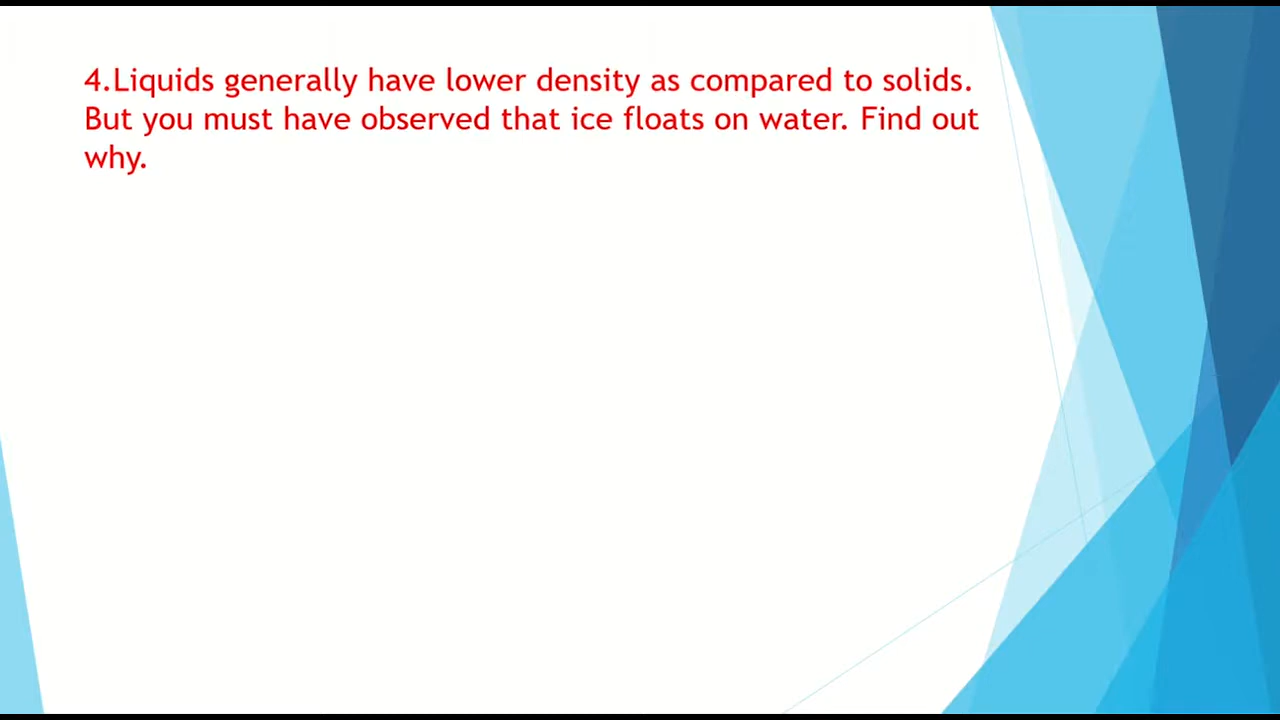 4.Liquids generally have lower density as compared to solids.
But you must have observed that ice floats on water. Find out
why.